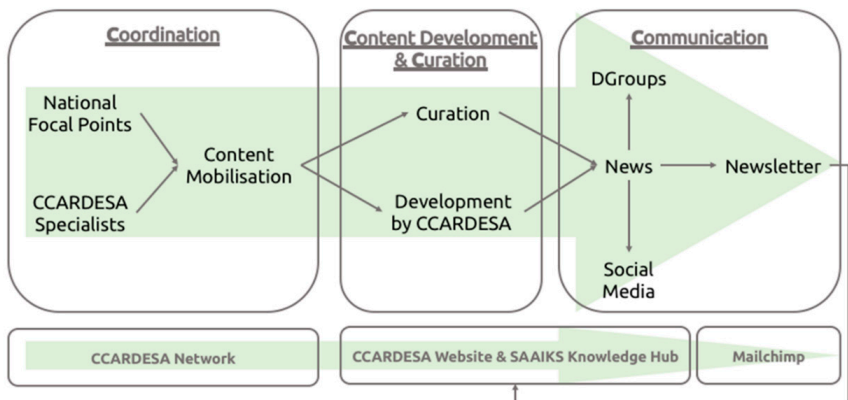 Coordination
National
Focal Points
CCARDESA
Specialists
Content
Mobilisation
Content Development
& Curation
Curation
Development
by CCARDESA
Communication
DGroups
News
Newsletter
Social
Media
CCARDESA Network
CCARDESA Website & SAAIKS Knowledge Hub
Mailchimp